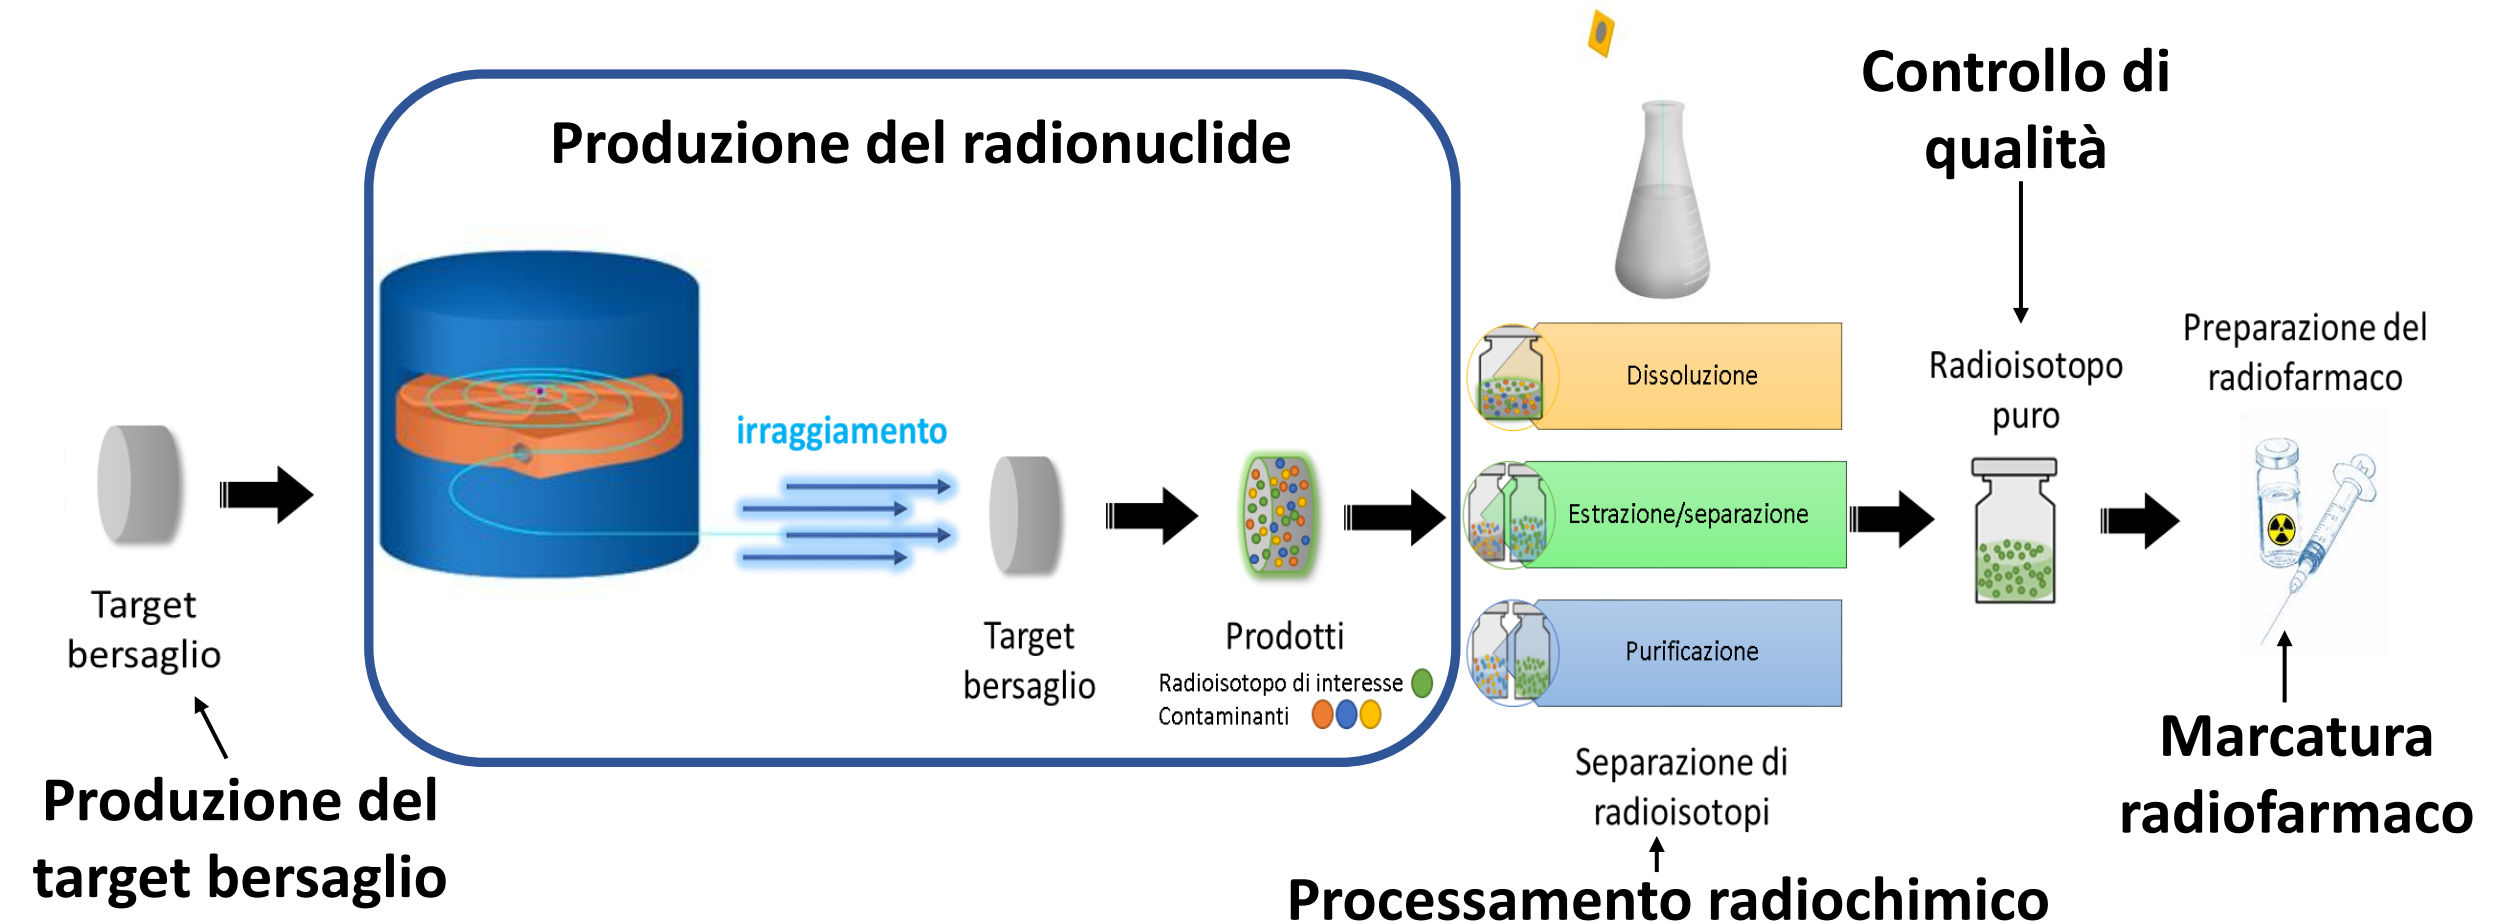 Produzione del radionuclide
Controllo di
qualità
Target
bersaglio
Produzione del
target bersaglio
irraggiamento
Target
bersaglio
Prodotti
Radioisotopo di interesse
Contaminanti
Dissoluzione
Estrazione/separazione
Purificazione
Separazione di
radioisotopi
Processamento radiochimico
Radioisotopo
puro
Preparazione del
radiofarmaco
Marcatura
radiofarmaco